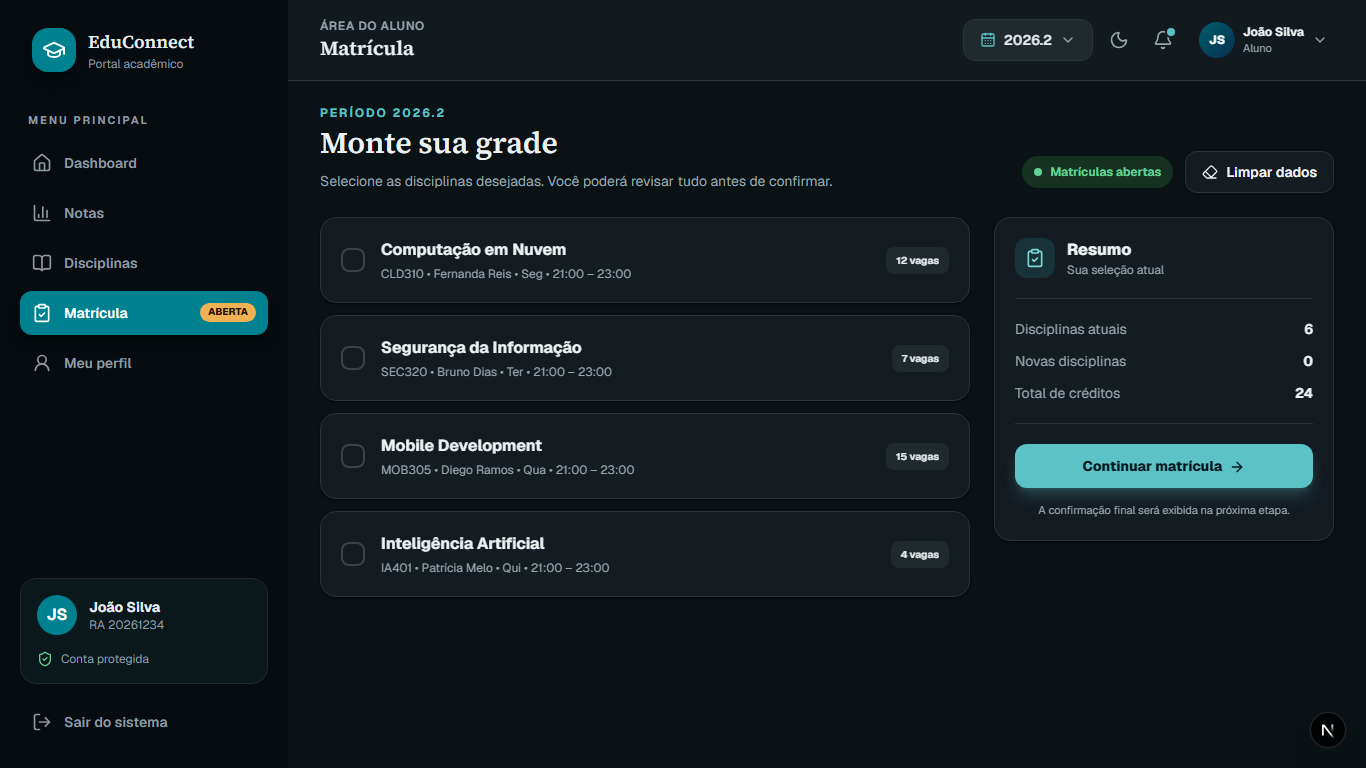 EduConnect
Portal acadêmico
MENU PRINCIPAL
Dashboard
Notas
Disciplinas
Matrícula
ABERTA
Meu perfil
JS
João Silva
RA 20261234
Conta protegida
Sair do sistema
ÁREA DO ALUNO
Matrícula
2026.2
JS
João Silva
Aluno
PERÍODO 2026.2
Monte sua grade
Selecione as disciplinas desejadas. Você poderá revisar tudo antes de confirmar.
Matrículas abertas
Limpar dados
Computação em Nuvem
CLD310 • Fernanda Reis • Seg • 21:00 – 23:00
12 vagas
Segurança da Informação
SEC320 • Bruno Dias • Ter • 21:00 – 23:00
7 vagas
Mobile Development
MOB305 • Diego Ramos • Qua • 21:00 – 23:00
15 vagas
Inteligência Artificial
IA401 • Patrícia Melo • Qui • 21:00 – 23:00
4 vagas
Resumo
Sua seleção atual
Disciplinas atuais 6
Novas disciplinas 0
Total de créditos 24
Continuar matrícula →
A confirmação final será exibida na próxima etapa.
N